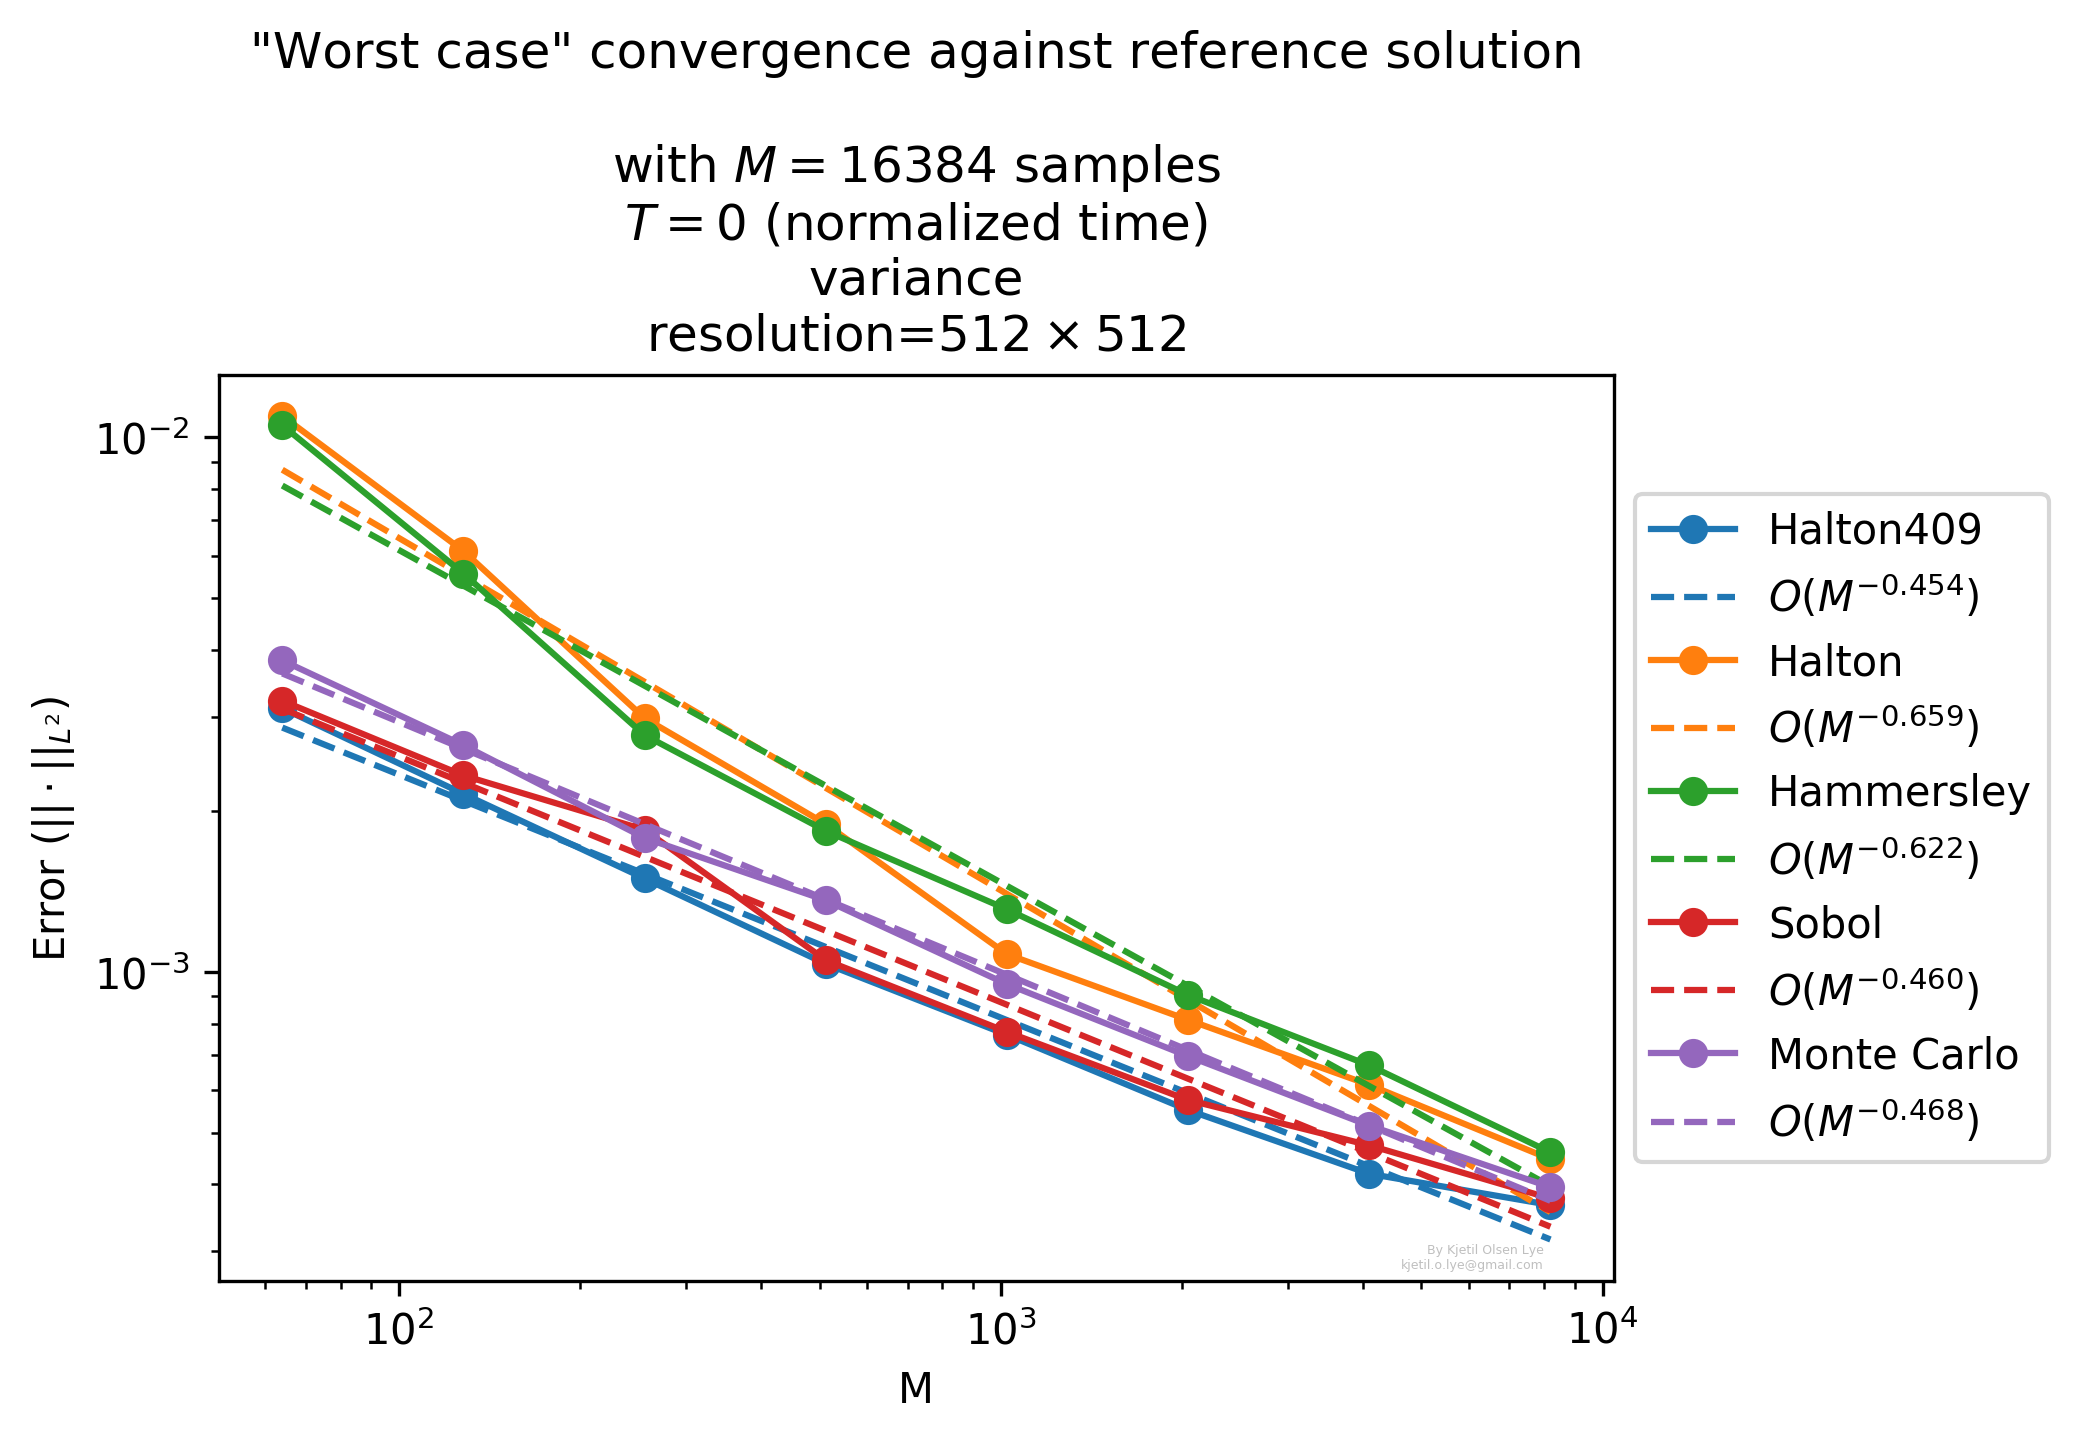 "Worst case" convergence against reference solution
with M = 16384 samples
T = 0 (normalized time)
variance
resolution=512 × 512
10⁻²
10⁻³
Error (|| · ||_{L²})
10²
10³
10⁴
M
Halton409
O(M⁻⁰·⁴⁵⁴)
Halton
O(M⁻⁰·⁶⁵⁹)
Hammersley
O(M⁻⁰·⁶²²)
Sobol
O(M⁻⁰·⁴⁶⁰)
Monte Carlo
O(M⁻⁰·⁴⁶⁸)
By Kjetil Olsen Lye
kjetil.o.lye@gmail.com